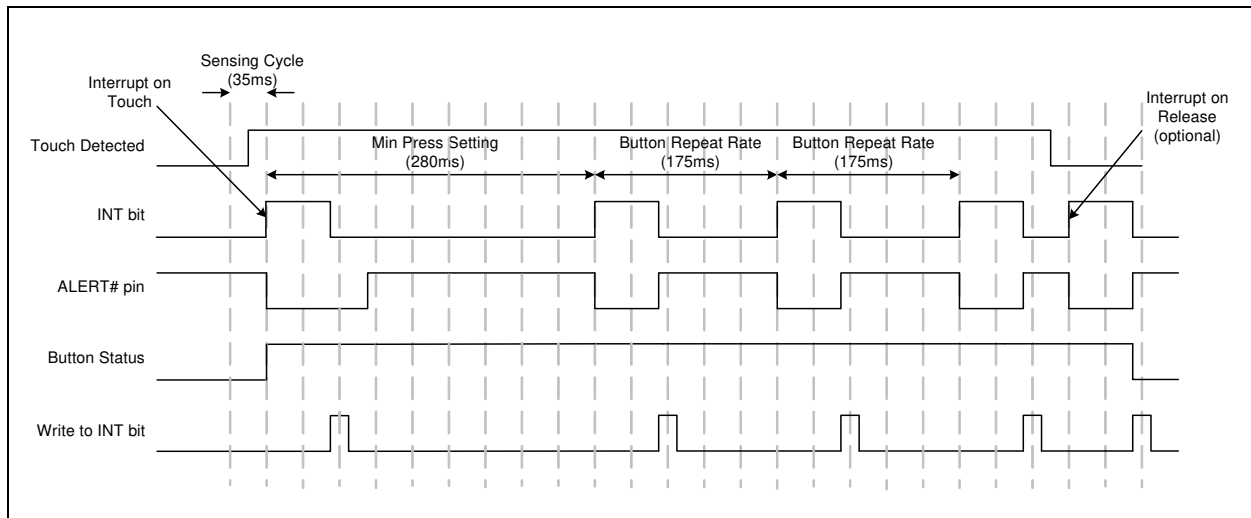 Sensing Cycle
(35ms)
Interrupt on
Touch
Interrupt on
Release
(optional)
Touch Detected
Min Press Setting
(280ms)
Button Repeat Rate
(175ms)
Button Repeat Rate
(175ms)
INT bit
ALERT# pin
Button Status
Write to INT bit